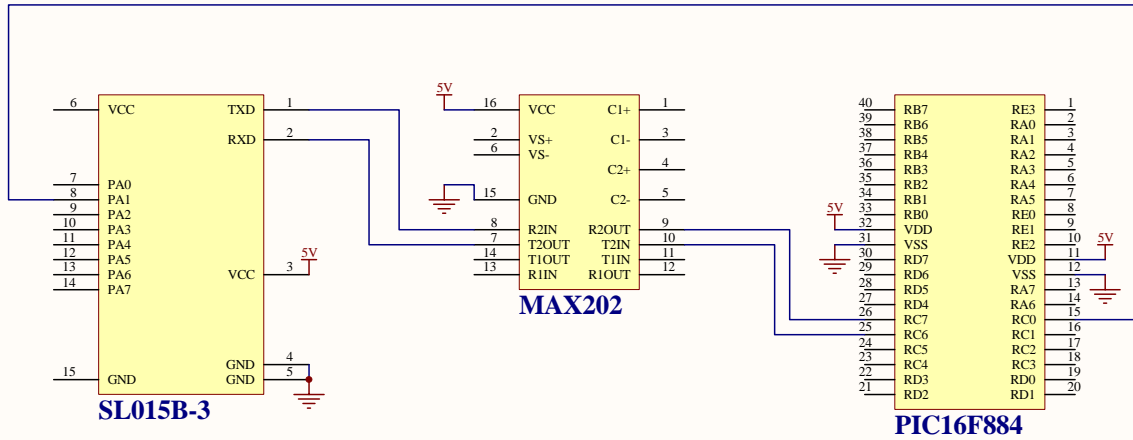 6 VCC TXD 1
RXD 2
7 PA0
8 PA1
9 PA2
10 PA3
11 PA4
12 PA5
13 PA6
14 PA7
5V
VCC 3
GND 4
15 GND GND 5
SL015B-3
5V
16 VCC C1+ 1
2 VS+ C1- 3
6 VS-
C2+ 4
15 GND C2- 5
8 R2IN R2OUT 9
7 T2OUT T2IN 10
14 T1OUT T1IN 11
13 R1IN R1OUT 12
MAX202
40 RB7 RE3 1
39 RB6 RA0 2
38 RB5 RA1 3
37 RB4 RA2 4
36 RB3 RA3 5
35 RB2 RA4 6
34 RB1 RA5 7
33 RB0 RE0 8
5V
32 VDD RE1 9
31 VSS RE2 10
5V
30 RD7 VDD 11
29 RD6 VSS 12
28 RD5 RA7 13
27 RD4 RA6 14
26 RC7 RC0 15
25 RC6 RC1 16
24 RC5 RC2 17
23 RC4 RC3 18
22 RD3 RD0 19
21 RD2 RD1 20
PIC16F884